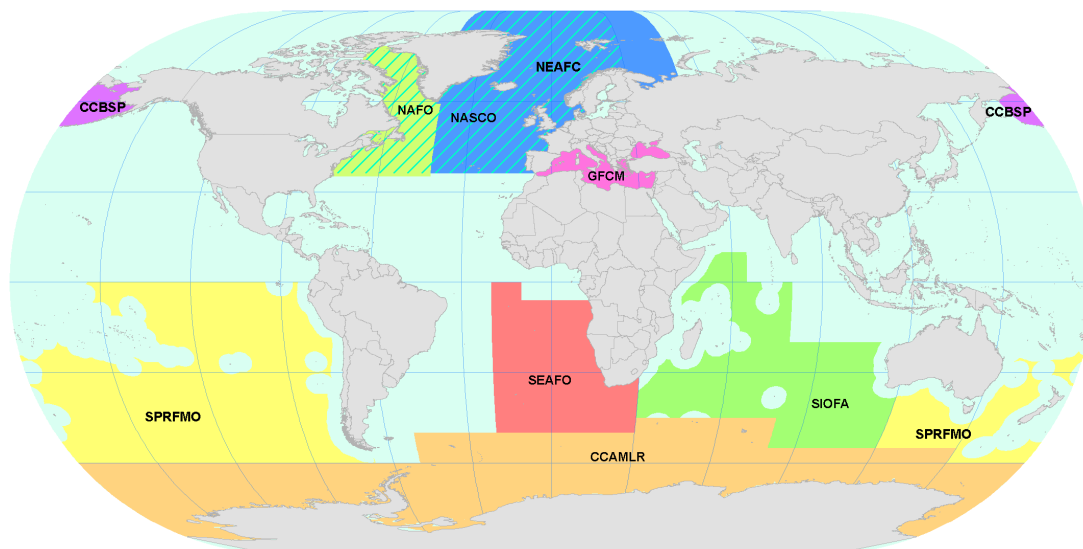 NEAFC
CCBSP
NAFO
NASCO
CCBSP
GFCM
SEAFO
SIOFA
SPRFMO
SPRFMO
CCAMLR